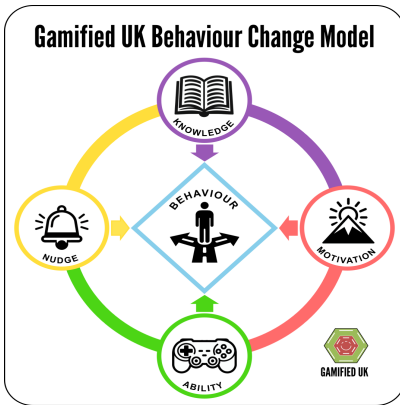 Gamified UK Behaviour Change Model
KNOWLEDGE
BEHAVIOUR
NUDGE
MOTIVATION
ABILITY
GAMIFIED UK